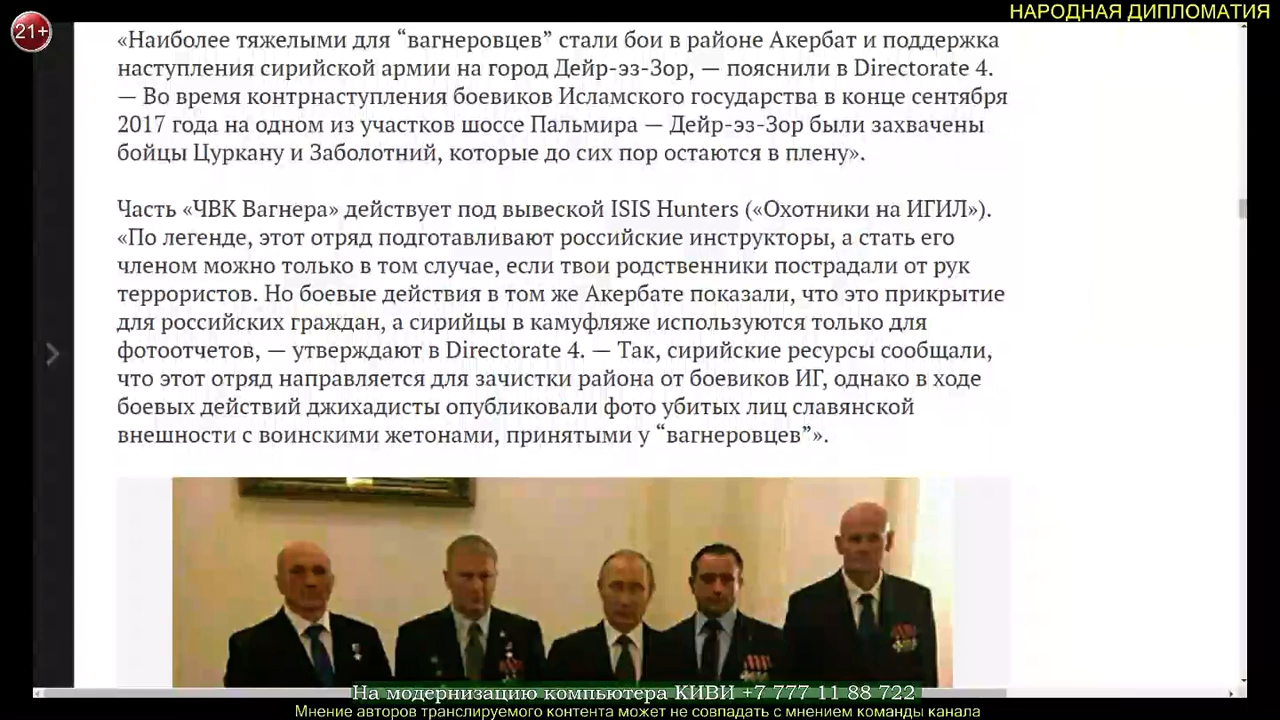 НАРОДНАЯ ДИПЛОМАТИЯ
21+
«Наиболее тяжелыми для “вагнеровцев” стали бои в районе Акербат и поддержка
наступления сирийской армии на город Дейр-эз-Зор, — пояснили в Directorate 4.
— Во время контрнаступления боевиков Исламского государства в конце сентября
2017 года на одном из участков шоссе Пальмира — Дейр-эз-Зор были захвачены
бойцы Цуркану и Заболотний, которые до сих пор остаются в плену».
Часть «ЧВК Вагнера» действует под вывеской ISIS Hunters («Охотники на ИГИЛ»).
«По легенде, этот отряд подготавливают российские инструкторы, а стать его
членом можно только в том случае, если твои родственники пострадали от рук
террористов. Но боевые действия в том же Акербате показали, что это прикрытие
для российских граждан, а сирийцы в камуфляже используются только для
фотоотчетов, — утверждают в Directorate 4. — Так, сирийские ресурсы сообщали,
что этот отряд направляется для зачистки района от боевиков ИГ, однако в ходе
боевых действий джихадисты опубликовали фото убитых лиц славянской
внешности с воинскими жетонами, принятыми у “вагнеровцев”».
На модернизацию компьютера КИВИ +7 777 11 88 722
Мнение авторов транслируемого контента может не совпадать с мнением команды канала